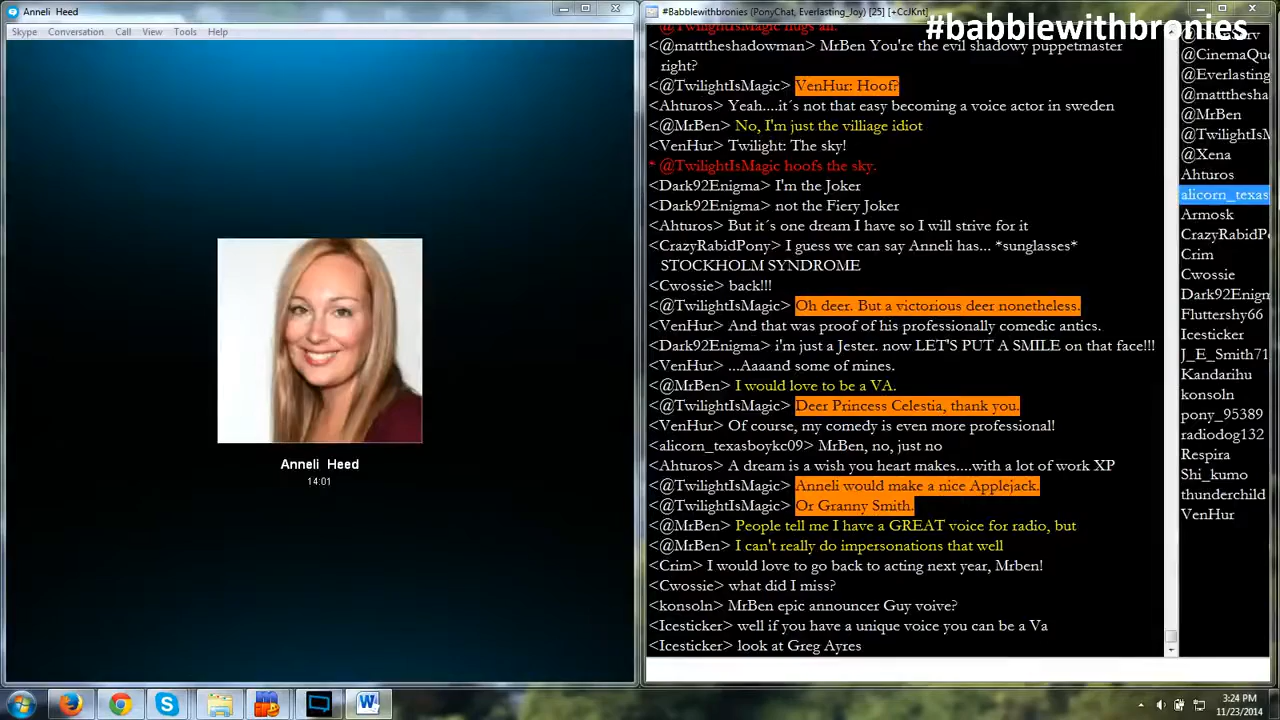 Anneli Heed
Skype Conversation Call View Tools Help
Anneli Heed
14:01
#Babblewithbronies (PonyChat, Everlasting_Joy) [25] [+CcJKnt]
#babblewithbronies
* @TwilightIsMagic hugs all.
<@matttheshadowman> MrBen You're the evil shadowy puppetmaster
right?
<@TwilightIsMagic> VenHur: Hoof?
<Ahturos> Yeah....it´s not that easy becoming a voice actor in sweden
<@MrBen> No, I'm just the villiage idiot
<VenHur> Twilight: The sky!
* @TwilightIsMagic hoofs the sky.
<Dark92Enigma> I'm the Joker
<Dark92Enigma> not the Fiery Joker
<Ahturos> But it´s one dream I have so I will strive for it
<CrazyRabidPony> I guess we can say Anneli has... *sunglasses*
STOCKHOLM SYNDROME
<Cwossie> back!!!
<@TwilightIsMagic> Oh deer. But a victorious deer nonetheless.
<VenHur> And that was proof of his professionally comedic antics.
<Dark92Enigma> i'm just a Jester. now LET'S PUT A SMILE on that face!!!
<VenHur> ...Aaaand some of mines.
<@MrBen> I would love to be a VA.
<@TwilightIsMagic> Deer Princess Celestia, thank you.
<VenHur> Of course, my comedy is even more professional!
<alicorn_texasboykc09> MrBen, no, just no
<Ahturos> A dream is a wish you heart makes....with a lot of work XP
<@TwilightIsMagic> Anneli would make a nice Applejack.
<@TwilightIsMagic> Or Granny Smith.
<@MrBen> People tell me I have a GREAT voice for radio, but
<@MrBen> I can't really do impersonations that well
<Crim> I would love to go back to acting next year, Mrben!
<Cwossie> what did I miss?
<konsoln> MrBen epic announcer Guy voive?
<Icesticker> well if you have a unique voice you can be a Va
<Icesticker> look at Greg Ayres
@CinemaQue
@Everlasting
@matttthesha
@MrBen
@TwilightIsM
@Xena
Ahturos
alicorn_texas
Armosk
CrazyRabidPo
Crim
Cwossie
Dark92Enigm
Fluttershy66
Icesticker
J_E_Smith71
Kandarihu
konsoln
pony_95389
radiodog132
Respira
Shi_kumo
thunderchild
VenHur
3:24 PM
11/23/2014